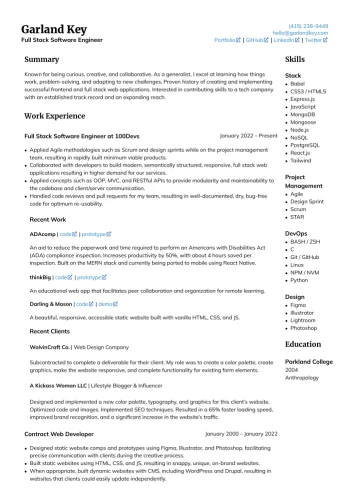 Garland Key
Full Stack Software Engineer
(415) 238-9449
hello@garlandkey.com
Portfolio | GitHub | LinkedIn | Twitter
Summary
Known for being curious, creative, and collaborative. As a generalist, I excel at learning how things
work, problem-solving, and adapting to new challenges. Proven history of creating and implementing
successful frontend and full stack web applications. Interested in contributing skills to a tech company
with an established track record and an expanding reach.
Work Experience
Full Stack Software Engineer at 100Devs
January 2022 – Present
• Applied Agile methodologies such as Scrum and design sprints while on the project management
team, resulting in rapidly built minimum viable products.
• Collaborated with developers to build modern, semantically structured, responsive, full stack web
applications resulting in higher demand for our services.
• Applied concepts such as OOP, MVC, and RESTful APIs to provide modularity and maintainability to
the codebase and client/server communication.
• Handled code reviews and pull requests for my team, resulting in well-documented, dry, bug-free
code for optimum re-usability.
Recent Work
ADAcomp | code | prototype
An aid to reduce the paperwork and time required to perform an Americans with Disabilities Act
(ADA) compliance inspection. Increases productivity by 50%, with about 4 hours saved per
inspection. Built on the MERN stack and currently being ported to mobile using React Native.
thinkBig | code | prototype
An educational web app that facilitates peer collaboration and organization for remote learning.
Darling & Mason | code | demo
A beautiful, responsive, accessible static website built with vanilla HTML, CSS, and JS.
Recent Clients
WelvinCraft Co. | Web Design Company
Subcontracted to complete a deliverable for their client. My role was to create a color palette, create
graphics, make the website responsive, and complete functionality for existing form elements.
A Kickass Woman LLC | Lifestyle Blogger & Influencer
Designed and implemented a new color palette, typography, and graphics for this client's website.
Optimized code and images. Implemented SEO techniques. Resulted in a 65% faster loading speed,
improved brand recognition, and a significant increase in the website's traffic.
Contract Web Developer
January 2000 – January 2022
• Designed static website comps and prototypes using Figma, Illustrator, and Photoshop, facilitating
precise communication with clients during the creative process.
• Built static websites using HTML, CSS, and JS, resulting in snappy, unique, on-brand websites.
• When appropriate, built dynamic websites with CMS, including WordPress and Drupal, resulting in
websites that clients could easily update independently.
Skills
Stack
• Babel
• CSS3 / HTML5
• Express.js
• JavaScript
• MongoDB
• Mongoose
• Node.js
• NoSQL
• PostgreSQL
• React.js
• Tailwind
Project
Management
• Agile
• Design Sprint
• Scrum
• STAR
DevOps
• BASH / ZSH
• C
• Git / GitHub
• Linux
• NPM / NVM
• Python
Design
• Figma
• Illustrator
• Lightroom
• Photoshop
Education
Parkland College
2004
Anthropology